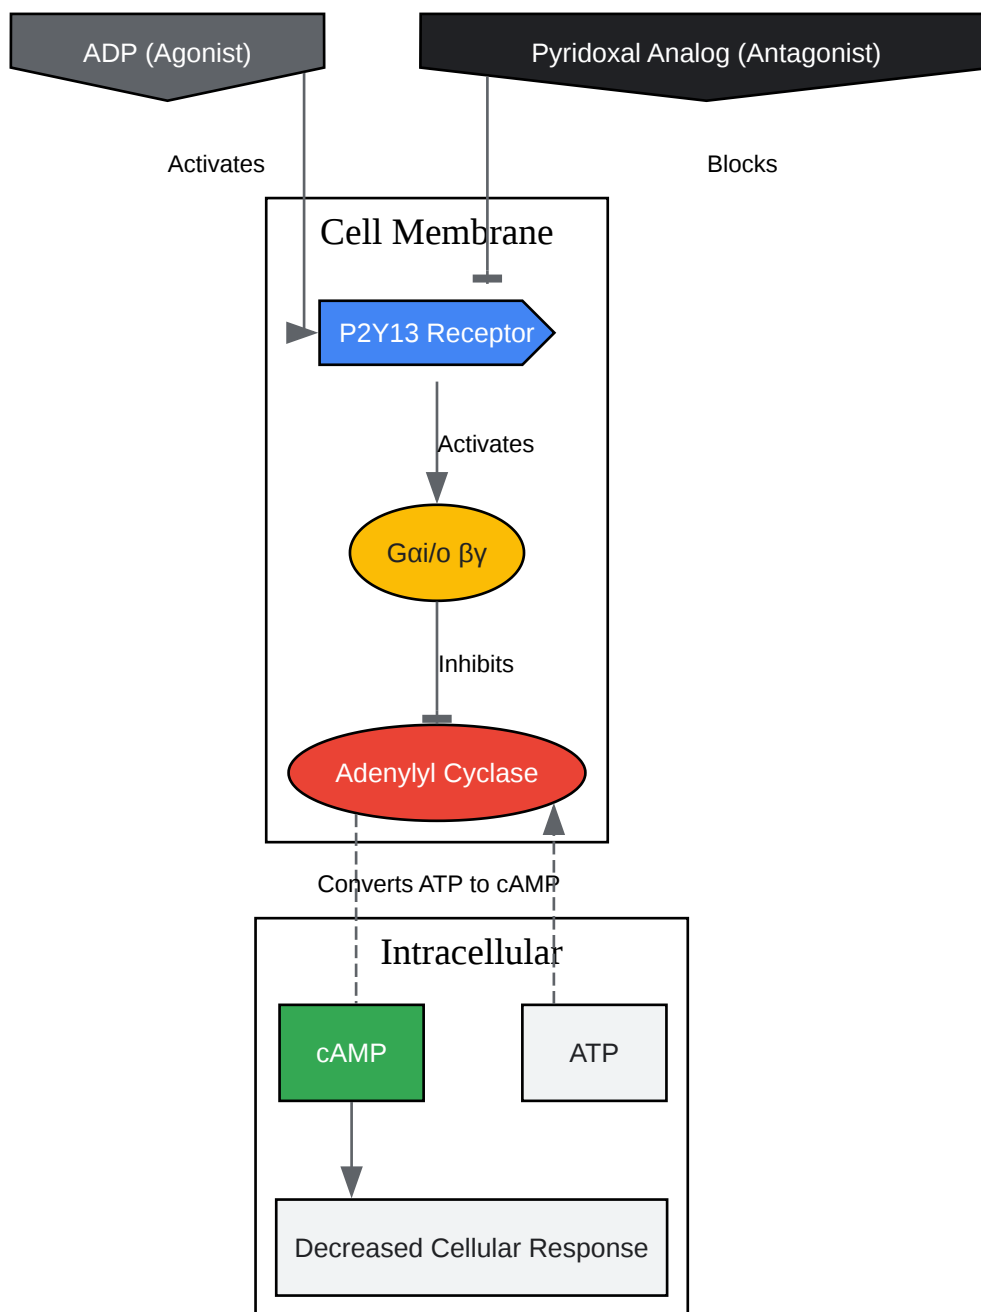 ADP (Agonist)
Pyridoxal Analog (Antagonist)
Activates
Blocks
Cell Membrane
P2Y13 Receptor
Activates
Gαi/o βγ
Inhibits
Adenylyl Cyclase
Converts ATP to cAMP
Intracellular
cAMP
ATP
Decreased Cellular Response